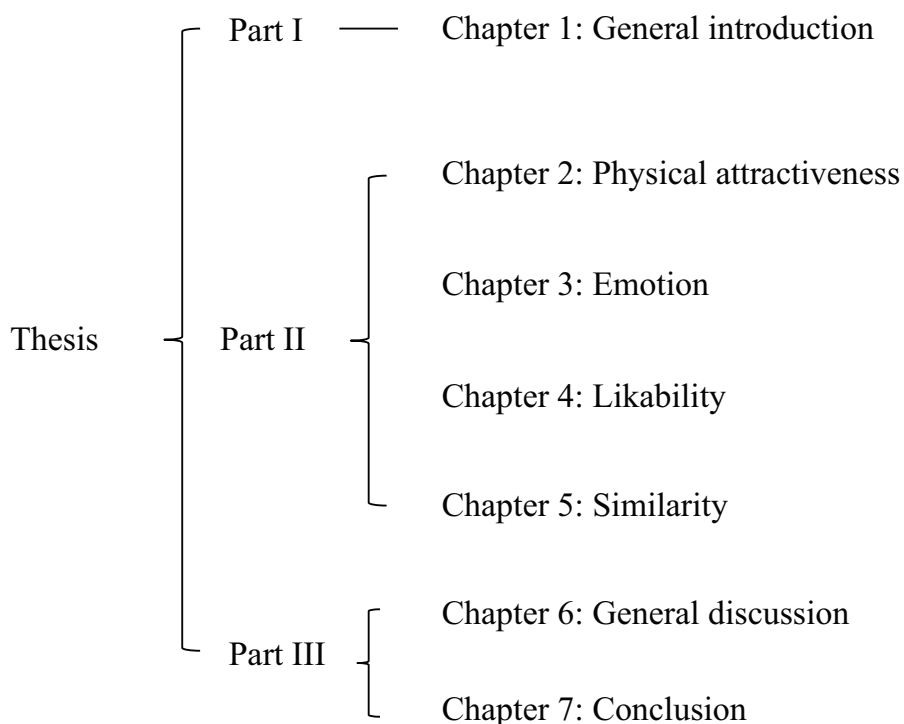 Part I
Chapter 1: General introduction
Chapter 2: Physical attractiveness
Chapter 3: Emotion
Thesis
Part II
Chapter 4: Likability
Chapter 5: Similarity
Chapter 6: General discussion
Part III
Chapter 7: Conclusion